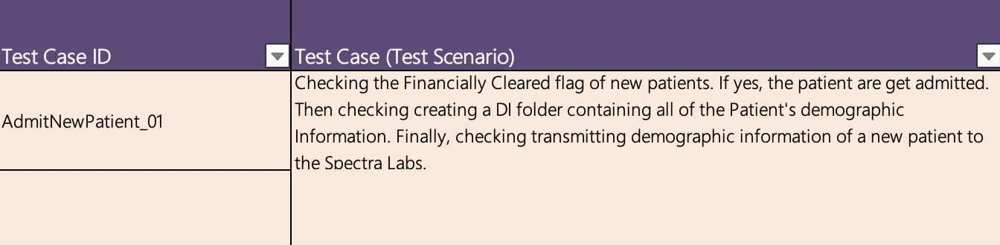 Test Case ID
Test Case (Test Scenario)
AdmitNewPatient_01
Checking the Financially Cleared flag of new patients. If yes, the patient are get admitted.
Then checking creating a DI folder containing all of the Patient's demographic
Information. Finally, checking transmitting demographic information of a new patient to
the Spectra Labs.